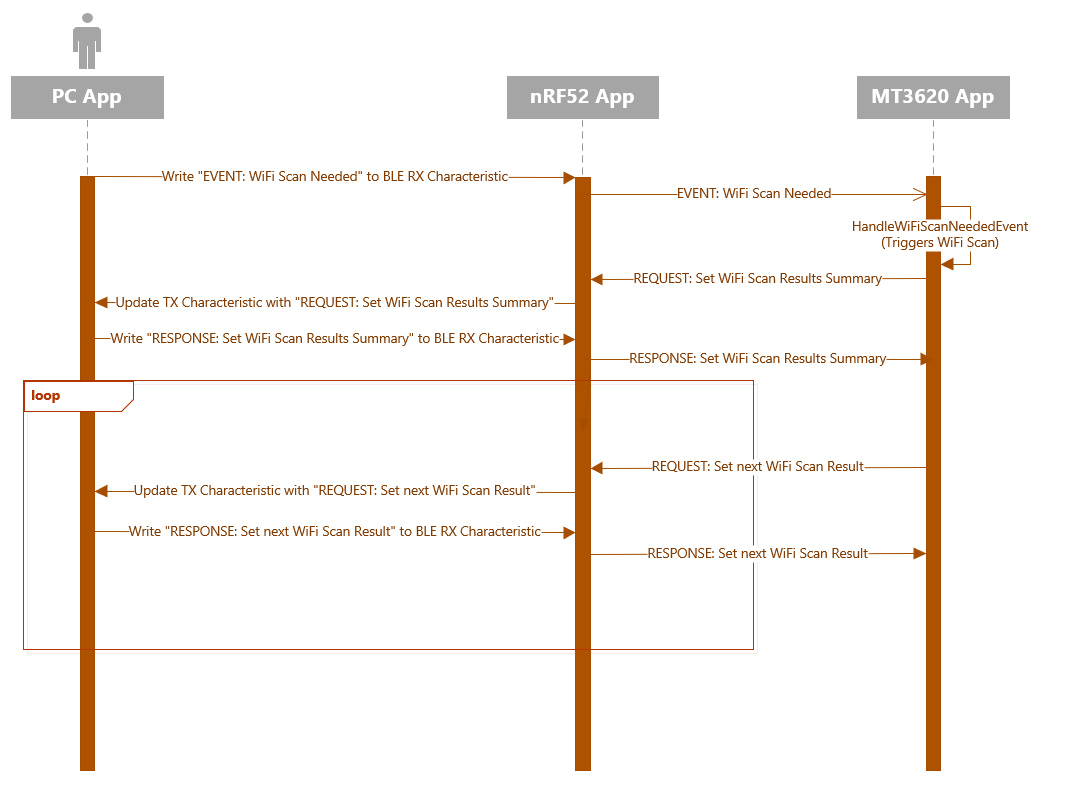 PC App
nRF52 App
MT3620 App
Write "EVENT: WiFi Scan Needed" to BLE RX Characteristic
EVENT: WiFi Scan Needed
HandleWiFiScanNeededEvent
(Triggers WiFi Scan)
REQUEST: Set WiFi Scan Results Summary
Update TX Characteristic with "REQUEST: Set WiFi Scan Results Summary"
Write "RESPONSE: Set WiFi Scan Results Summary" to BLE RX Characteristic
RESPONSE: Set WiFi Scan Results Summary
loop
REQUEST: Set next WiFi Scan Result
Update TX Characteristic with "REQUEST: Set next WiFi Scan Result"
Write "RESPONSE: Set next WiFi Scan Result" to BLE RX Characteristic
RESPONSE: Set next WiFi Scan Result